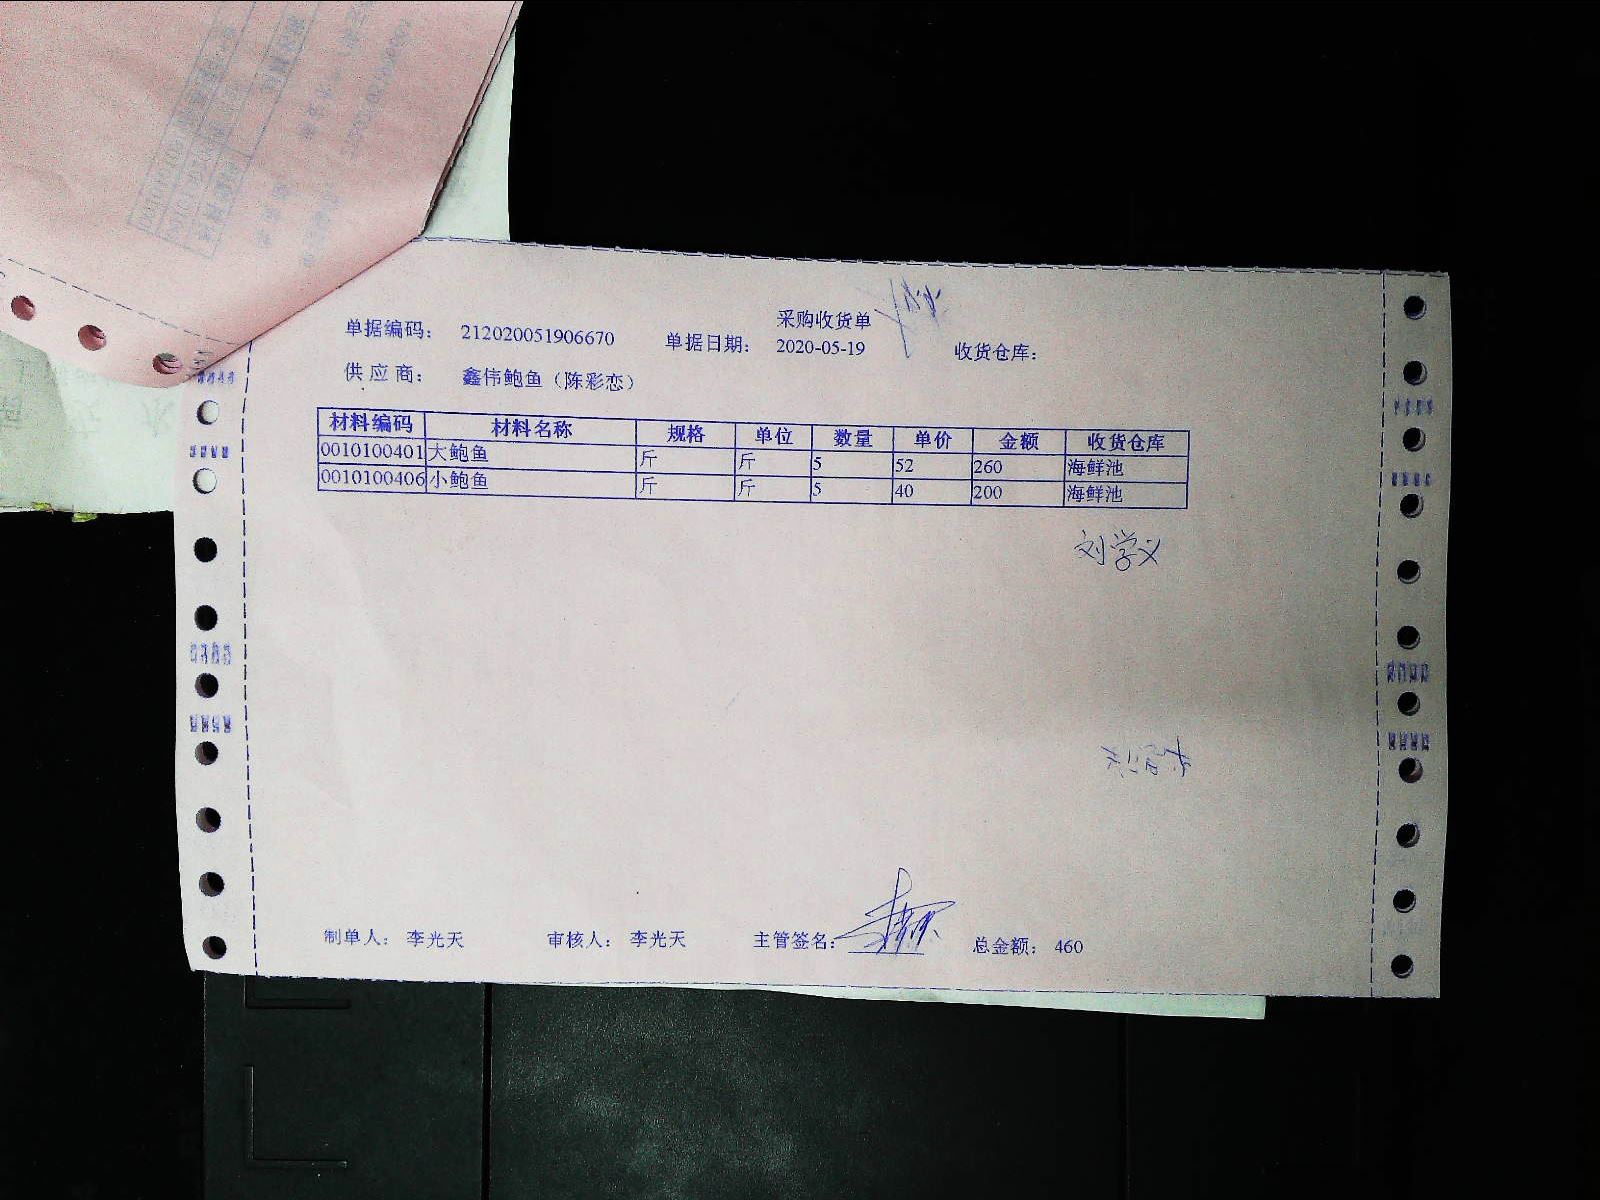 采购收货单
单据编码： 212020051906670 单据日期： 2020-05-19 收货仓库：
供 应 商： 鑫伟鲍鱼（陈彩恋）
材料编码 材料名称 规格 单位 数量 单价 金额 收货仓库
0010100401 大鲍鱼 斤 斤 5 52 260 海鲜池
0010100406 小鲍鱼 斤 斤 5 40 200 海鲜池
刘学义
制单人： 李光天 审核人： 李光天 主管签名： 总金额： 460